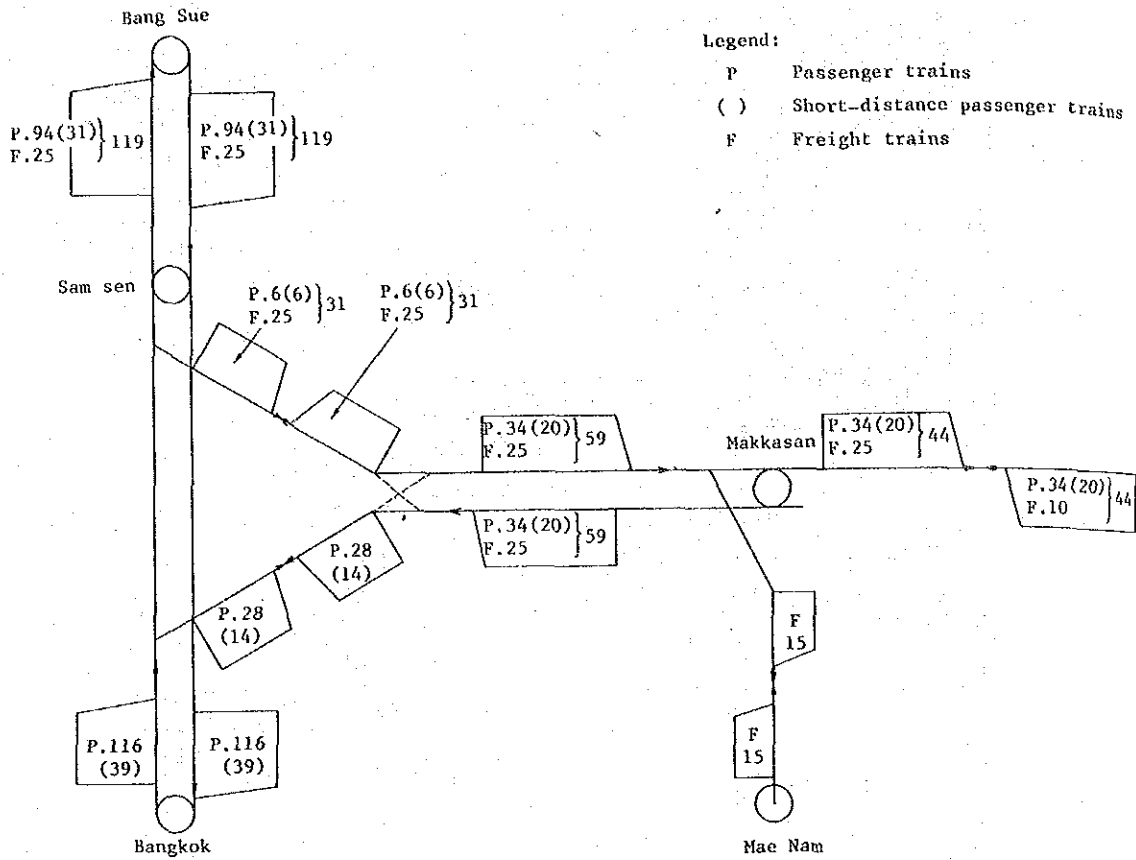 Bang Sue
Legend:
P Passenger trains
( ) Short-distance passenger trains
F Freight trains
P.94(31)
F.25 }119
P.94(31)
F.25 }119
Sam sen
P.6(6)
F.25 }31
P.6(6)
F.25 }31
P.34(20)
F.25 }59
Makkasan
P.34(20)
F.25 }44
P.34(20)
F.10 }44
P.34(20)
F.25 }59
P.28
(14)
P.28
(14)
F
15
F
15
P.116
(39)
P.116
(39)
Bangkok
Mae Nam